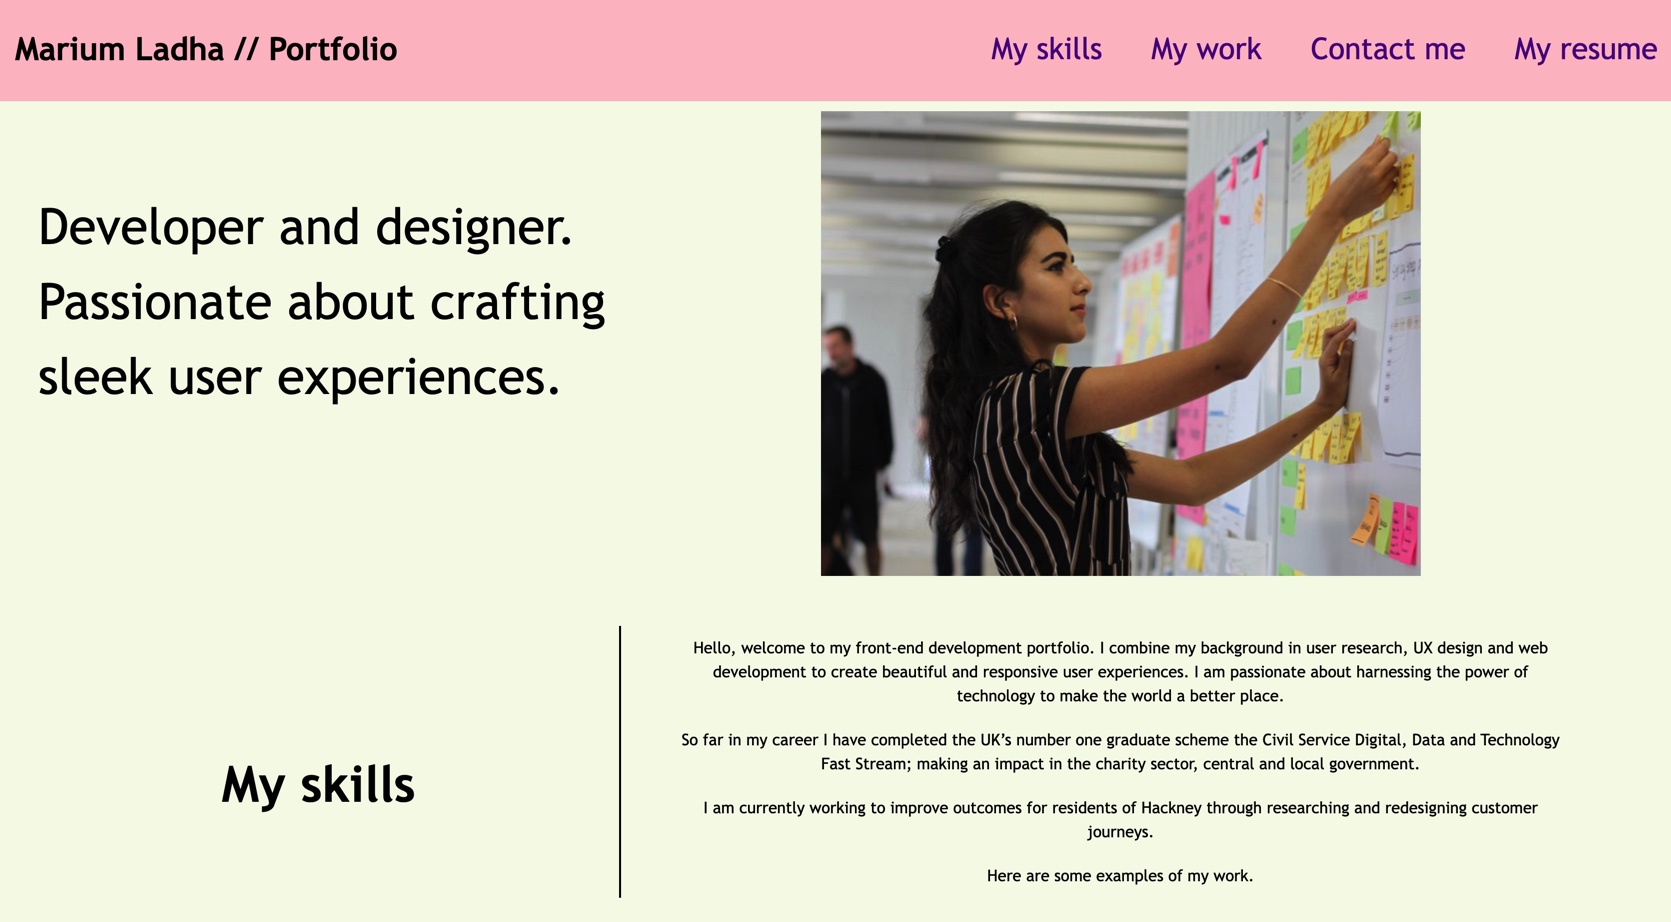 Marium Ladha // Portfolio
My skills
My work
Contact me
My resume
Developer and designer.
Passionate about crafting
sleek user experiences.
My skills
Hello, welcome to my front-end development portfolio. I combine my background in user research, UX design and web
development to create beautiful and responsive user experiences. I am passionate about harnessing the power of
technology to make the world a better place.
So far in my career I have completed the UK’s number one graduate scheme the Civil Service Digital, Data and Technology
Fast Stream; making an impact in the charity sector, central and local government.
I am currently working to improve outcomes for residents of Hackney through researching and redesigning customer
journeys.
Here are some examples of my work.